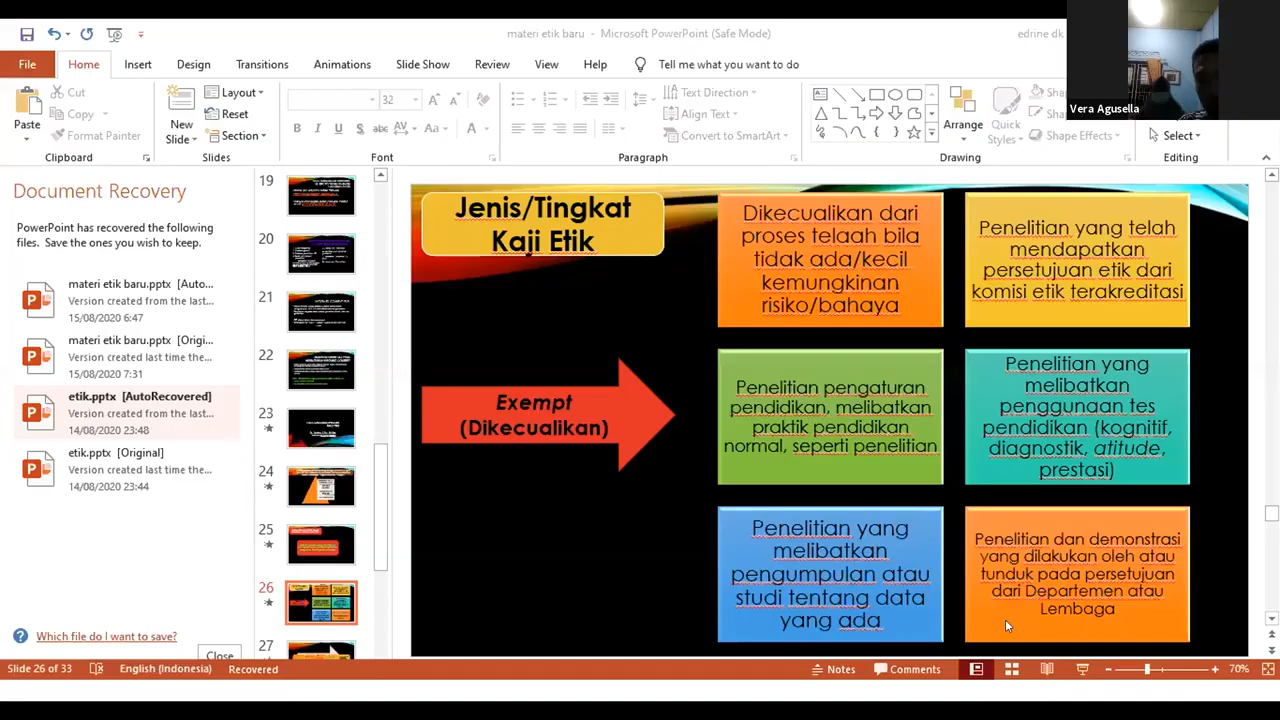 materi etik baru - Microsoft PowerPoint (Safe Mode)
edrine dk
File
Home
Insert
Design
Transitions
Animations
Slide Show
Review
View
Help
Tell me what you want to do
Vera Agusella
Paste
Cut
Copy
Format Painter
Clipboard
New
Slide
Layout
Reset
Section
Slides
32
Font
Text Direction
Align Text
Convert to SmartArt
Paragraph
Arrange
Quick
Styles
Shape Effects
Drawing
Select
Editing
Document Recovery
PowerPoint has recovered the following
files. Save the ones you wish to keep.
materi etik baru.pptx [Auto...
Version created from the last...
15/08/2020 6:47
materi etik baru.pptx [Origi...
Version created last time the...
15/08/2020 7:31
etik.pptx [AutoRecovered]
Version created from the last...
14/08/2020 23:48
etik.pptx [Original]
Version created last time the...
14/08/2020 23:44
Which file do I want to save?
Close
19
20
21
22
23
24
25
26
27
Jenis/Tingkat
Kaji Etik
Exempt
(Dikecualikan)
Dikecualikan dari
proses telaah bila
tidak ada/kecil
kemungkinan
risiko/bahaya
Penelitian yang telah
mendapatkan
persetujuan etik dari
komisi etik terakreditasi
Penelitian pengaturan
pendidikan, melibatkan
praktik pendidikan
normal, seperti penelitian
Penelitian yang
melibatkan
penggunaan tes
pendidikan (kognitif,
diagnostik, atitude,
prestasi)
Penelitian yang
melibatkan
pengumpulan atau
studi tentang data
yang ada
Penelitian dan demonstrasi
yang dilakukan oleh atau
tunduk pada persetujuan
dari Departemen atau
Lembaga
Slide 26 of 33
English (Indonesia)
Recovered
Notes
Comments
70%